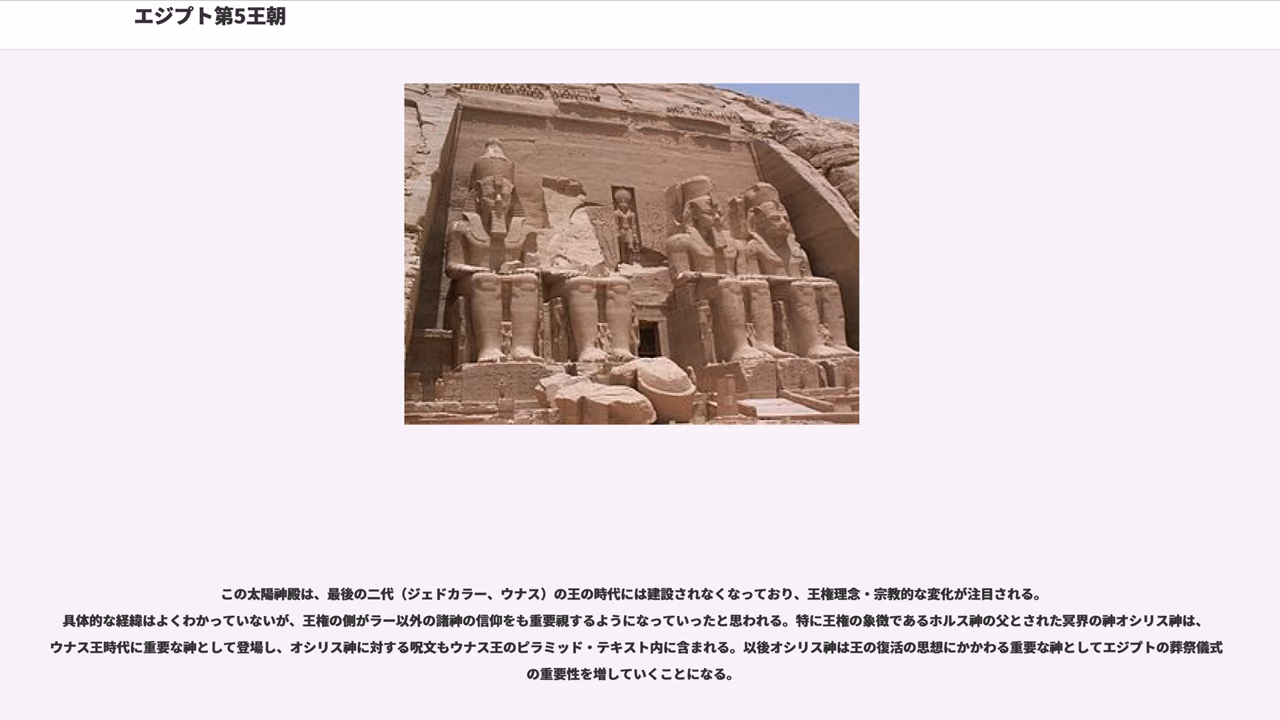 エジプト第5王朝
この太陽神殿は、最後の二代（ジェドカラー、ウナス）の王の時代には建設されなくなっており、王権理念・宗教的な変化が注目される。
具体的な経緯はよくわかっていないが、王権の側がラー以外の諸神の信仰をも重要視するようになっていったと思われる。特に王権の象徴であるホルス神の父とされた冥界の神オシリス神は、
ウナス王時代に重要な神として登場し、オシリス神に対する呪文もウナス王のピラミッド・テキスト内に含まれる。以後オシリス神は王の復活の思想にかかわる重要な神としてエジプトの葬祭儀式
の重要性を増していくことになる。